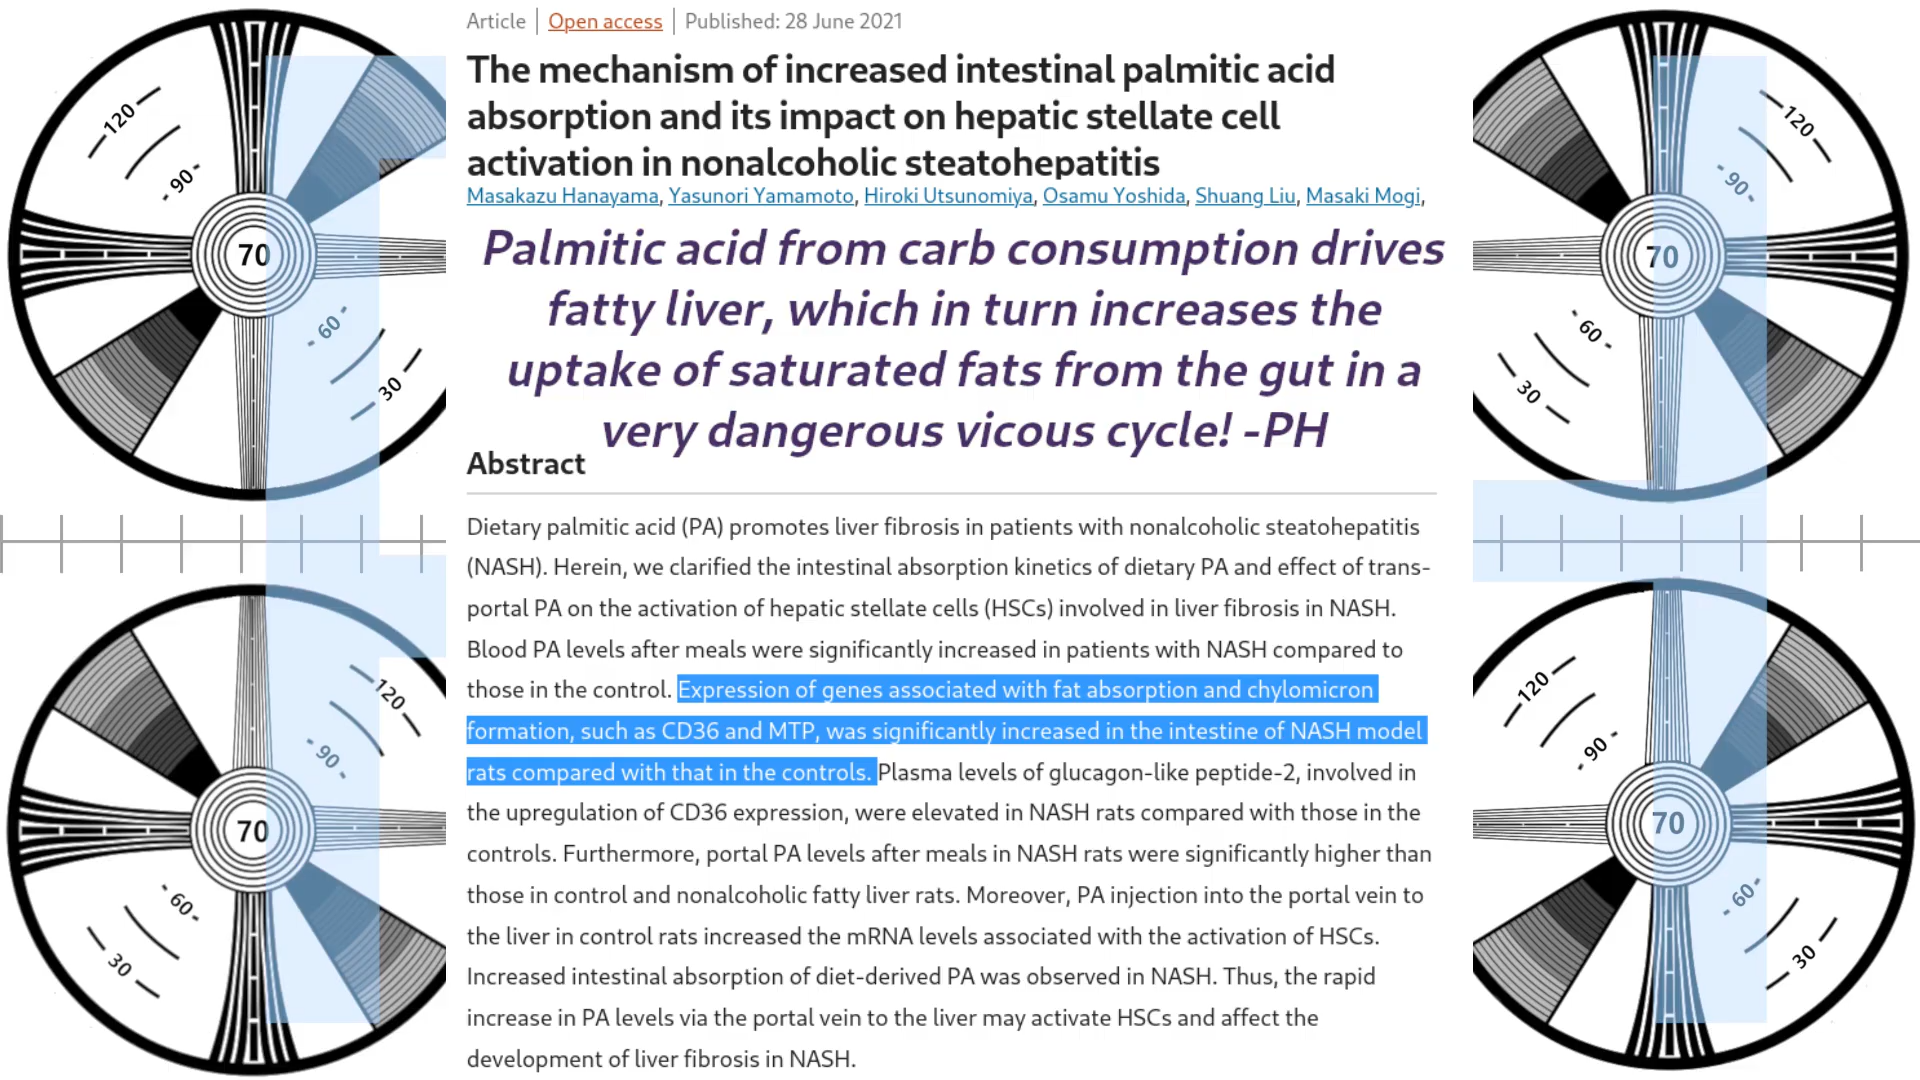 Article | Open access | Published: 28 June 2021
The mechanism of increased intestinal palmitic acid
absorption and its impact on hepatic stellate cell
activation in nonalcoholic steatohepatitis
Masakazu Hanayama, Yasunori Yamamoto, Hiroki Utsunomiya, Osamu Yoshida, Shuang Liu, Masaki Mogi,
Palmitic acid from carb consumption drives
fatty liver, which in turn increases the
uptake of saturated fats from the gut in a
very dangerous vicous cycle! -PH
Abstract
Dietary palmitic acid (PA) promotes liver fibrosis in patients with nonalcoholic steatohepatitis
(NASH). Herein, we clarified the intestinal absorption kinetics of dietary PA and effect of trans-
portal PA on the activation of hepatic stellate cells (HSCs) involved in liver fibrosis in NASH.
Blood PA levels after meals were significantly increased in patients with NASH compared to
those in the control. Expression of genes associated with fat absorption and chylomicron
formation, such as CD36 and MTP, was significantly increased in the intestine of NASH model
rats compared with that in the controls. Plasma levels of glucagon-like peptide-2, involved in
the upregulation of CD36 expression, were elevated in NASH rats compared with those in the
controls. Furthermore, portal PA levels after meals in NASH rats were significantly higher than
those in control and nonalcoholic fatty liver rats. Moreover, PA injection into the portal vein to
the liver in control rats increased the mRNA levels associated with the activation of HSCs.
Increased intestinal absorption of diet-derived PA was observed in NASH. Thus, the rapid
increase in PA levels via the portal vein to the liver may activate HSCs and affect the
development of liver fibrosis in NASH.
120
- 90 -
70
- 60 -
30
120
- 90 -
70
- 60 -
30
120
- 90 -
70
- 60 -
30
120
- 90 -
70
- 60 -
30